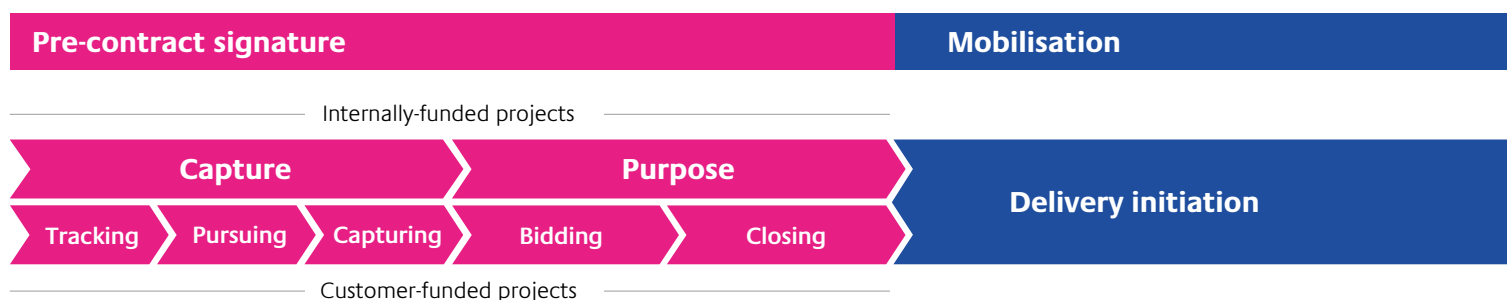 Pre-contract signature
Mobilisation
Internally-funded projects
Capture
Purpose
Delivery initiation
Tracking
Pursuing
Capturing
Bidding
Closing
Customer-funded projects